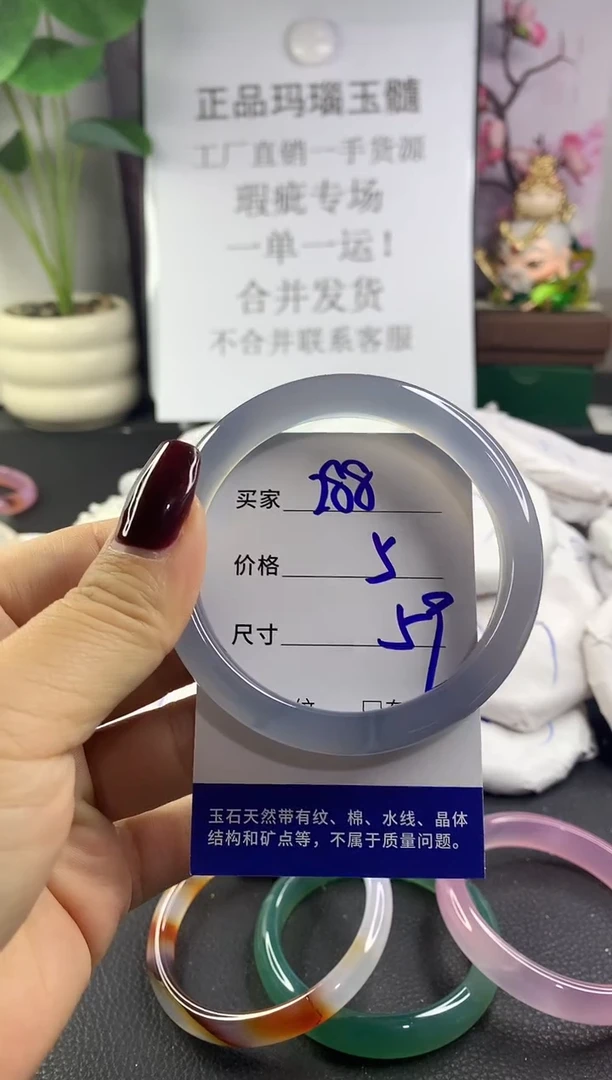 正品玛瑙玉髓
工厂直销一手货源
瑕疵专场
一单一运!
合并发货
不合并联系客服
买家 188
价格 5
尺寸 59
玉石天然带有纹、棉、水线、晶体
结构和矿点等，不属于质量问题。